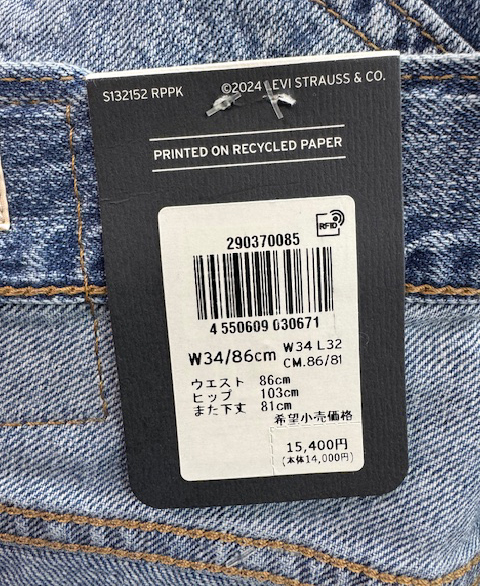 S132152 RPPK ©2024 LEVI STRAUSS & CO.
PRINTED ON RECYCLED PAPER
RFID
290370085
4 550609 030671
W34/86cm W34 L32
CM.86/81
ウエスト 86cm
ヒップ 103cm
また下丈 81cm
希望小売価格
15,400円
(本体14,000円)